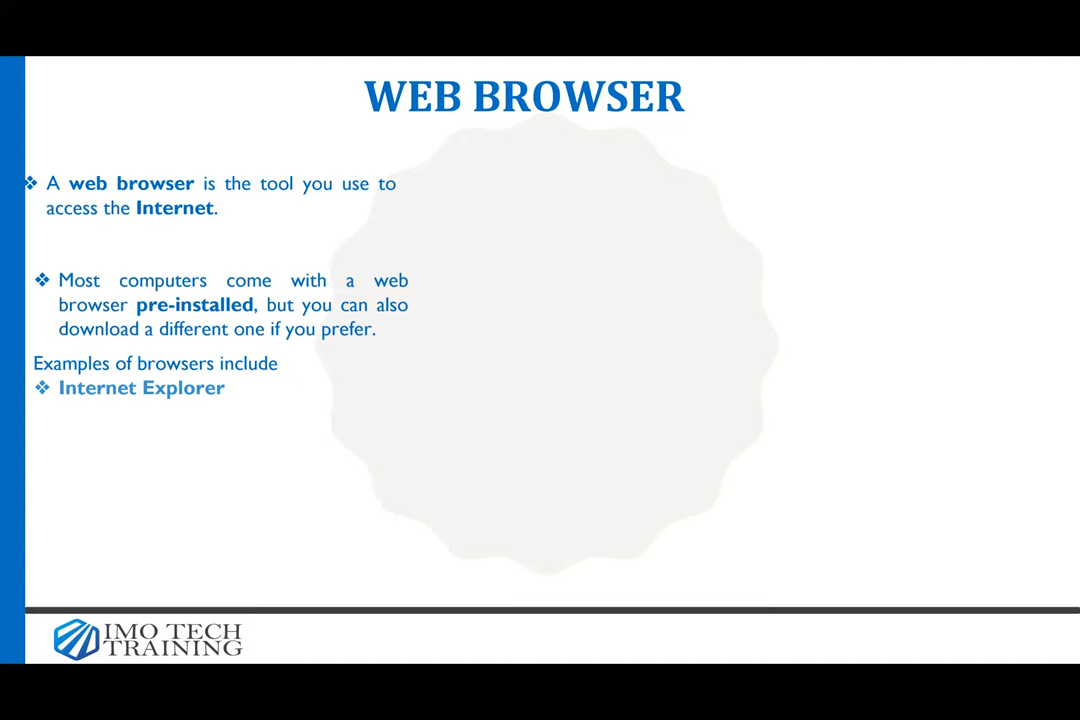 WEB BROWSER
❖ A web browser is the tool you use to
access the Internet.
❖ Most computers come with a web
browser pre-installed, but you can also
download a different one if you prefer.
Examples of browsers include
❖ Internet Explorer
IMO TECH
TRAINING